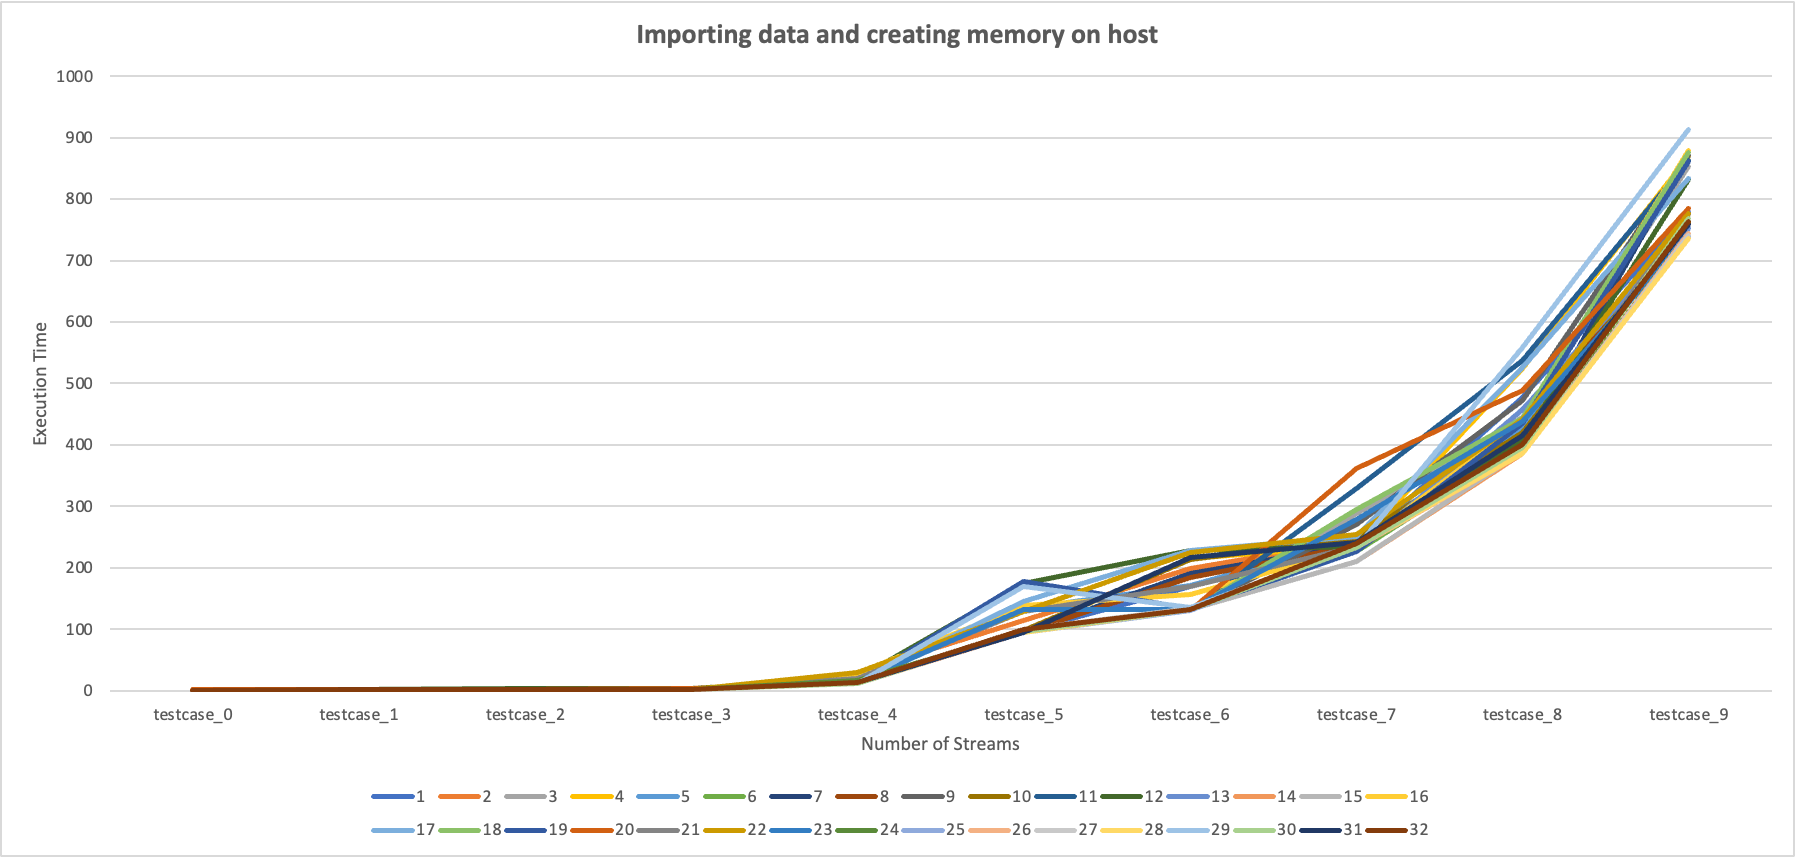 Importing data and creating memory on host
1000
900
800
700
600
500
400
300
200
100
0
Execution Time
testcase_0 testcase_1 testcase_2 testcase_3 testcase_4 testcase_5 testcase_6 testcase_7 testcase_8 testcase_9
Number of Streams
1 2 3 4 5 6 7 8 9 10 11 12 13 14 15 16
17 18 19 20 21 22 23 24 25 26 27 28 29 30 31 32